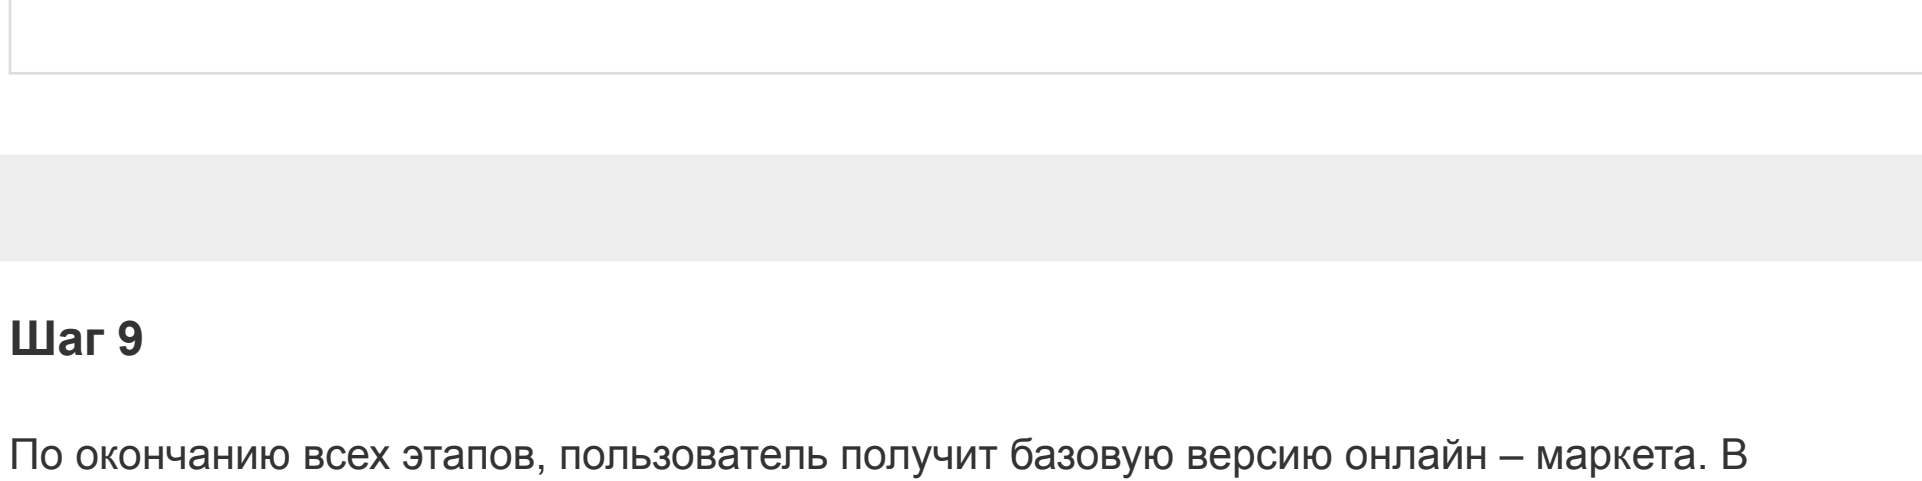 Шаг 9
По окончанию всех этапов, пользователь получит базовую версию онлайн – маркета. В